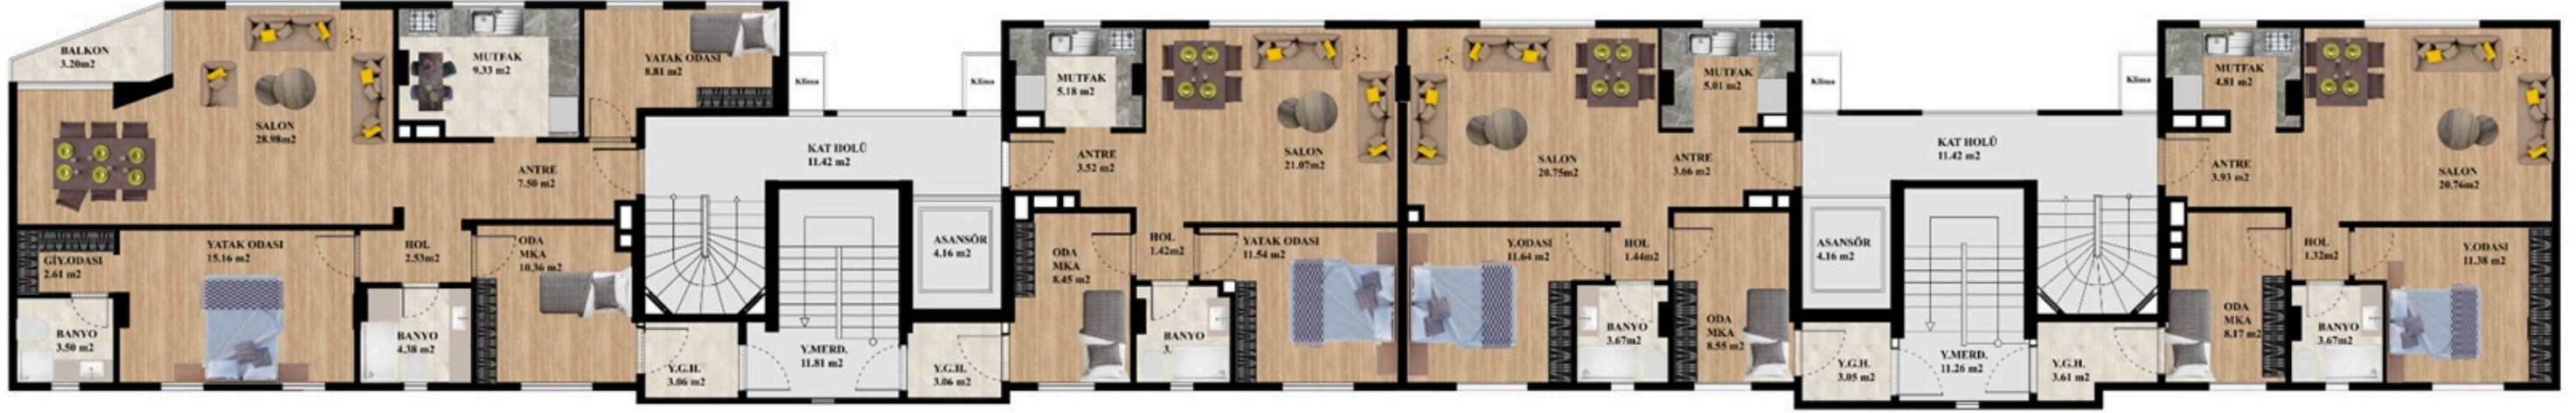 BALKON
3.20m2
SALON
28.98m2
MUTFAK
9.33 m2
YATAK ODASI
8.81 m2
ANTRE
7.50 m2
GİY.ODASI
2.61 m2
YATAK ODASI
15.16 m2
HOL
2.53m2
ODA
MKA
10.36 m2
BANYO
3.50 m2
BANYO
4.38 m2
Klima
Klima
KAT HOLÜ
11.42 m2
ASANSÖR
4.16 m2
Y.G.H.
3.06 m2
Y.MERD.
11.81 m2
Y.G.H.
3.06 m2
MUTFAK
5.18 m2
ANTRE
3.52 m2
SALON
21.07m2
ODA
MKA
8.45 m2
HOL
1.42m2
YATAK ODASI
11.54 m2
BANYO
3.
SALON
20.75m2
MUTFAK
5.01 m2
ANTRE
3.66 m2
Y.ODASI
11.64 m2
HOL
1.44m2
BANYO
3.67m2
ODA
MKA
8.55 m2
Klima
Klima
KAT HOLÜ
11.42 m2
ASANSÖR
4.16 m2
Y.G.H.
3.05 m2
Y.MERD.
11.26 m2
Y.G.H.
3.61 m2
MUTFAK
4.81 m2
ANTRE
3.93 m2
SALON
20.76m2
ODA
MKA
8.17 m2
HOL
1.32m2
BANYO
3.67m2
Y.ODASI
11.38 m2